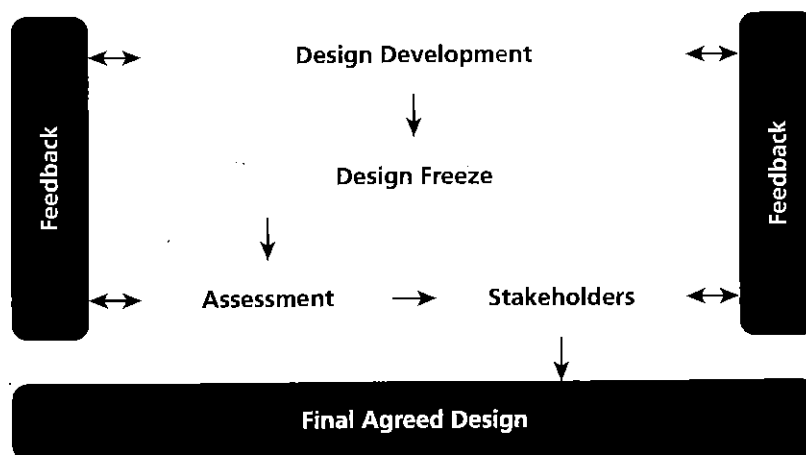 Design Development
Feedback
Feedback
Design Freeze
Assessment
Stakeholders
Final Agreed Design